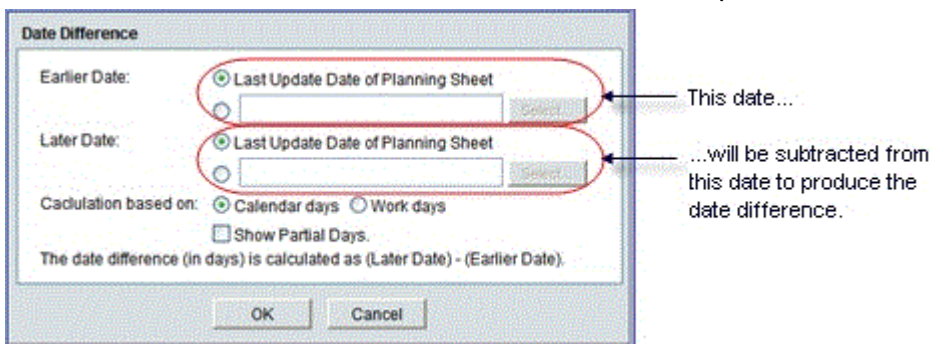 Date Difference
Earlier Date:
Last Update Date of Planning Sheet
Select...
This date...
Later Date:
Last Update Date of Planning Sheet
Select...
...will be subtracted from
this date to produce the
date difference.
Caclulation based on:
Calendar days
Work days
Show Partial Days.
The date difference (in days) is calculated as (Later Date) - (Earlier Date).
OK
Cancel